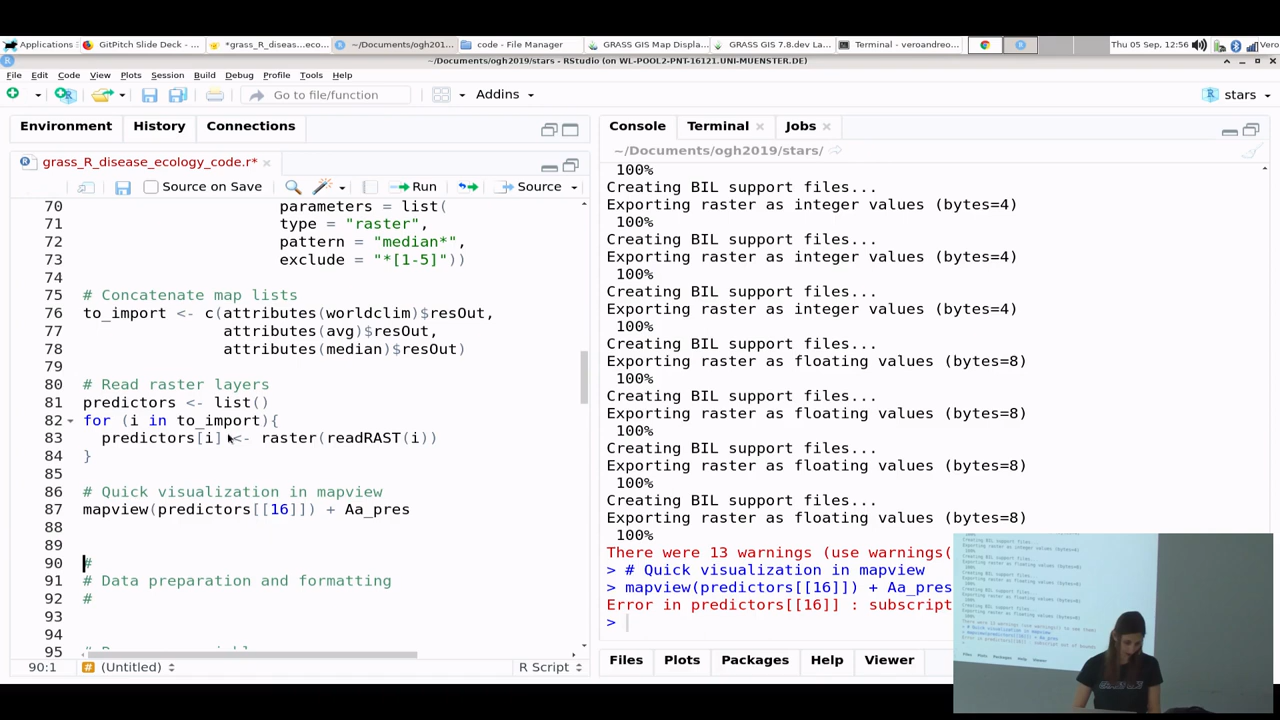 Applications
GitPitch Slide Deck -
*grass_R_diseas...eco...
~/Documents/ogh201...
code - File Manager
GRASS GIS Map Displa...
GRASS GIS 7.8.dev La...
Terminal - veroandreo...
Thu 05 Sep, 12:56
Vero
~/Documents/ogh2019/stars - RStudio (on WL-POOL2-PNT-16121.UNI-MUENSTER.DE)
File Edit Code View Plots Session Build Debug Profile Tools Help
Go to file/function
Addins
stars
Environment History Connections
grass_R_disease_ecology_code.r*
Source on Save
Run
Source
70 parameters = list(
71 type = "raster",
72 pattern = "median*",
73 exclude = "*[1-5]"))
74
75 # Concatenate map lists
76 to_import <- c(attributes(worldclim)$resOut,
77 attributes(avg)$resOut,
78 attributes(median)$resOut)
79
80 # Read raster layers
81 predictors <- list()
82 for (i in to_import){
83 predictors[i] <- raster(readRAST(i))
84 }
85
86 # Quick visualization in mapview
87 mapview(predictors[[16]]) + Aa_pres
88
89
90 #
91 # Data preparation and formatting
92 #
93
94
95
90:1 (Untitled) R Script
Console Terminal Jobs
~/Documents/ogh2019/stars/
100%
Creating BIL support files...
Exporting raster as integer values (bytes=4)
100%
Creating BIL support files...
Exporting raster as integer values (bytes=4)
100%
Creating BIL support files...
Exporting raster as integer values (bytes=4)
100%
Creating BIL support files...
Exporting raster as floating values (bytes=8)
100%
Creating BIL support files...
Exporting raster as floating values (bytes=8)
100%
Creating BIL support files...
Exporting raster as floating values (bytes=8)
100%
Creating BIL support files...
Exporting raster as floating values (bytes=8)
100%
There were 13 warnings (use warnings(
> # Quick visualization in mapview
> mapview(predictors[[16]]) + Aa_pres
Error in predictors[[16]] : subscript
>
Files Plots Packages Help Viewer